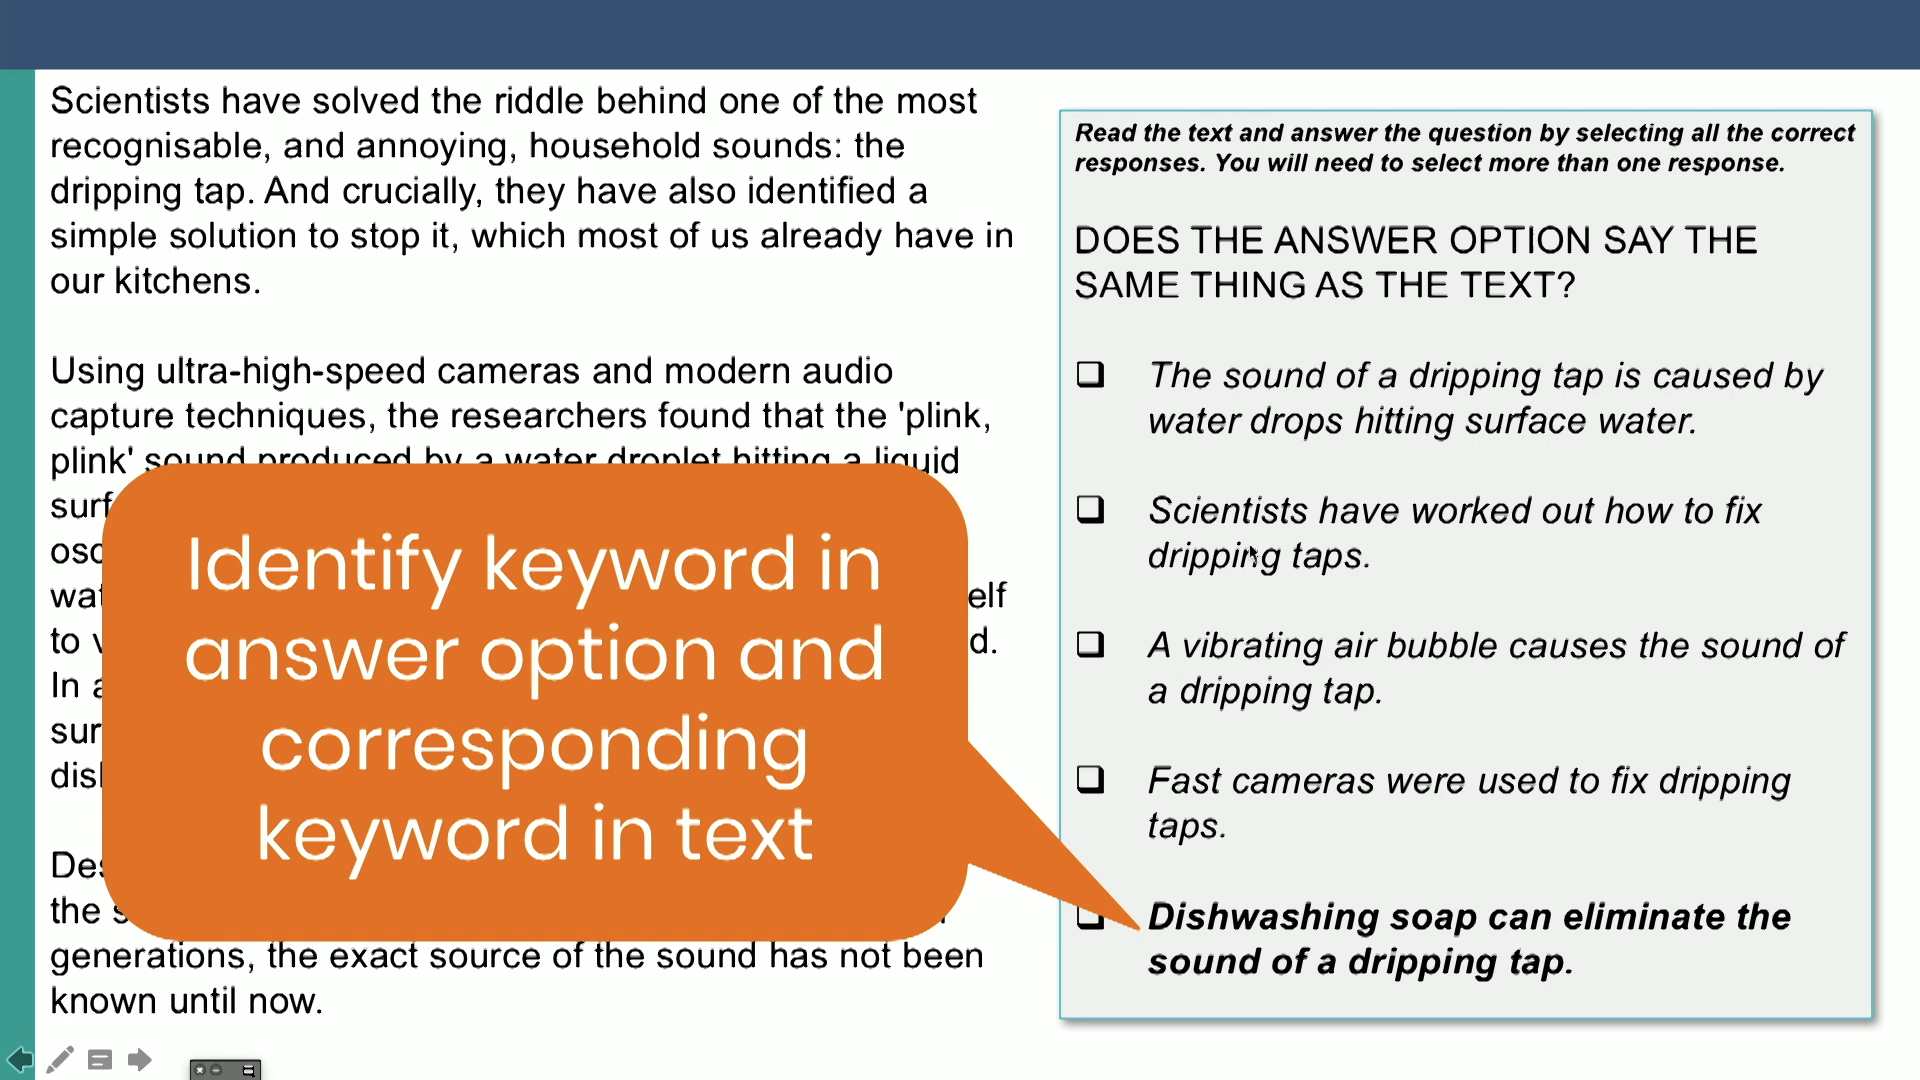 Scientists have solved the riddle behind one of the most
recognisable, and annoying, household sounds: the
dripping tap. And crucially, they have also identified a
simple solution to stop it, which most of us already have in
our kitchens.
Using ultra-high-speed cameras and modern audio
capture techniques, the researchers found that the 'plink,
plink' sound produced by a water droplet hitting a liquid
to
In
the
generations, the exact source of the sound has not been
known until now.
Identify keyword in
answer option and
corresponding
keyword in text
Read the text and answer the question by selecting all the correct
responses. You will need to select more than one response.
DOES THE ANSWER OPTION SAY THE
SAME THING AS THE TEXT?
The sound of a dripping tap is caused by
water drops hitting surface water.
Scientists have worked out how to fix
dripping taps.
A vibrating air bubble causes the sound of
a dripping tap.
Fast cameras were used to fix dripping
taps.
Dishwashing soap can eliminate the
sound of a dripping tap.